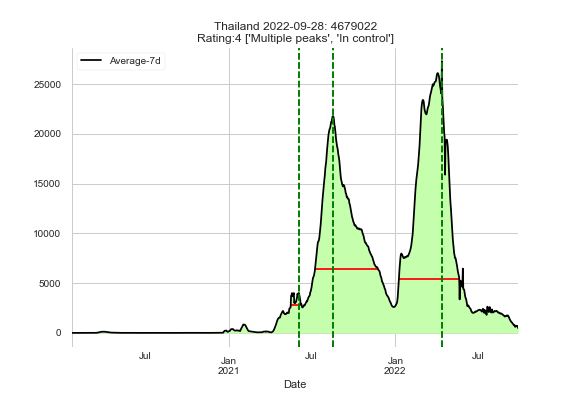 Thailand 2022-09-28: 4679022
Rating:4 ['Multiple peaks', 'In control']
Average-7d
25000
20000
15000
10000
5000
0
Jul
Jan
2021
Jul
Jan
2022
Jul
Date